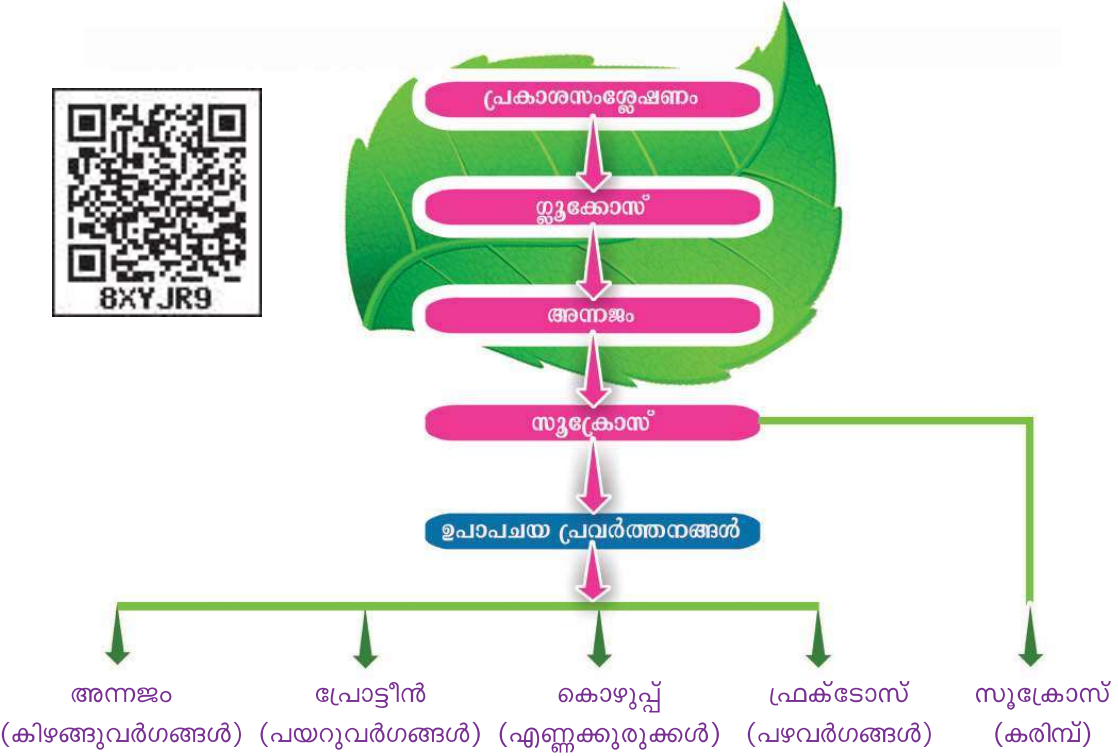 പ്രകാശസംശ്ലേഷണം
8XYJR9
ഗ്ലൂക്കോസ്
അന്നജം
സൂക്രോസ്
ഉപാപചയ പ്രവർത്തനങ്ങൾ
അന്നജം പ്രോട്ടീൻ കൊഴുപ്പ് ഫ്രക്ടോസ് സൂക്രോസ്
(കിഴങ്ങുവർഗങ്ങൾ) (പയറുവർഗങ്ങൾ) (എണ്ണക്കുരുക്കൾ) (പഴവർഗങ്ങൾ) (കരിമ്പ്)